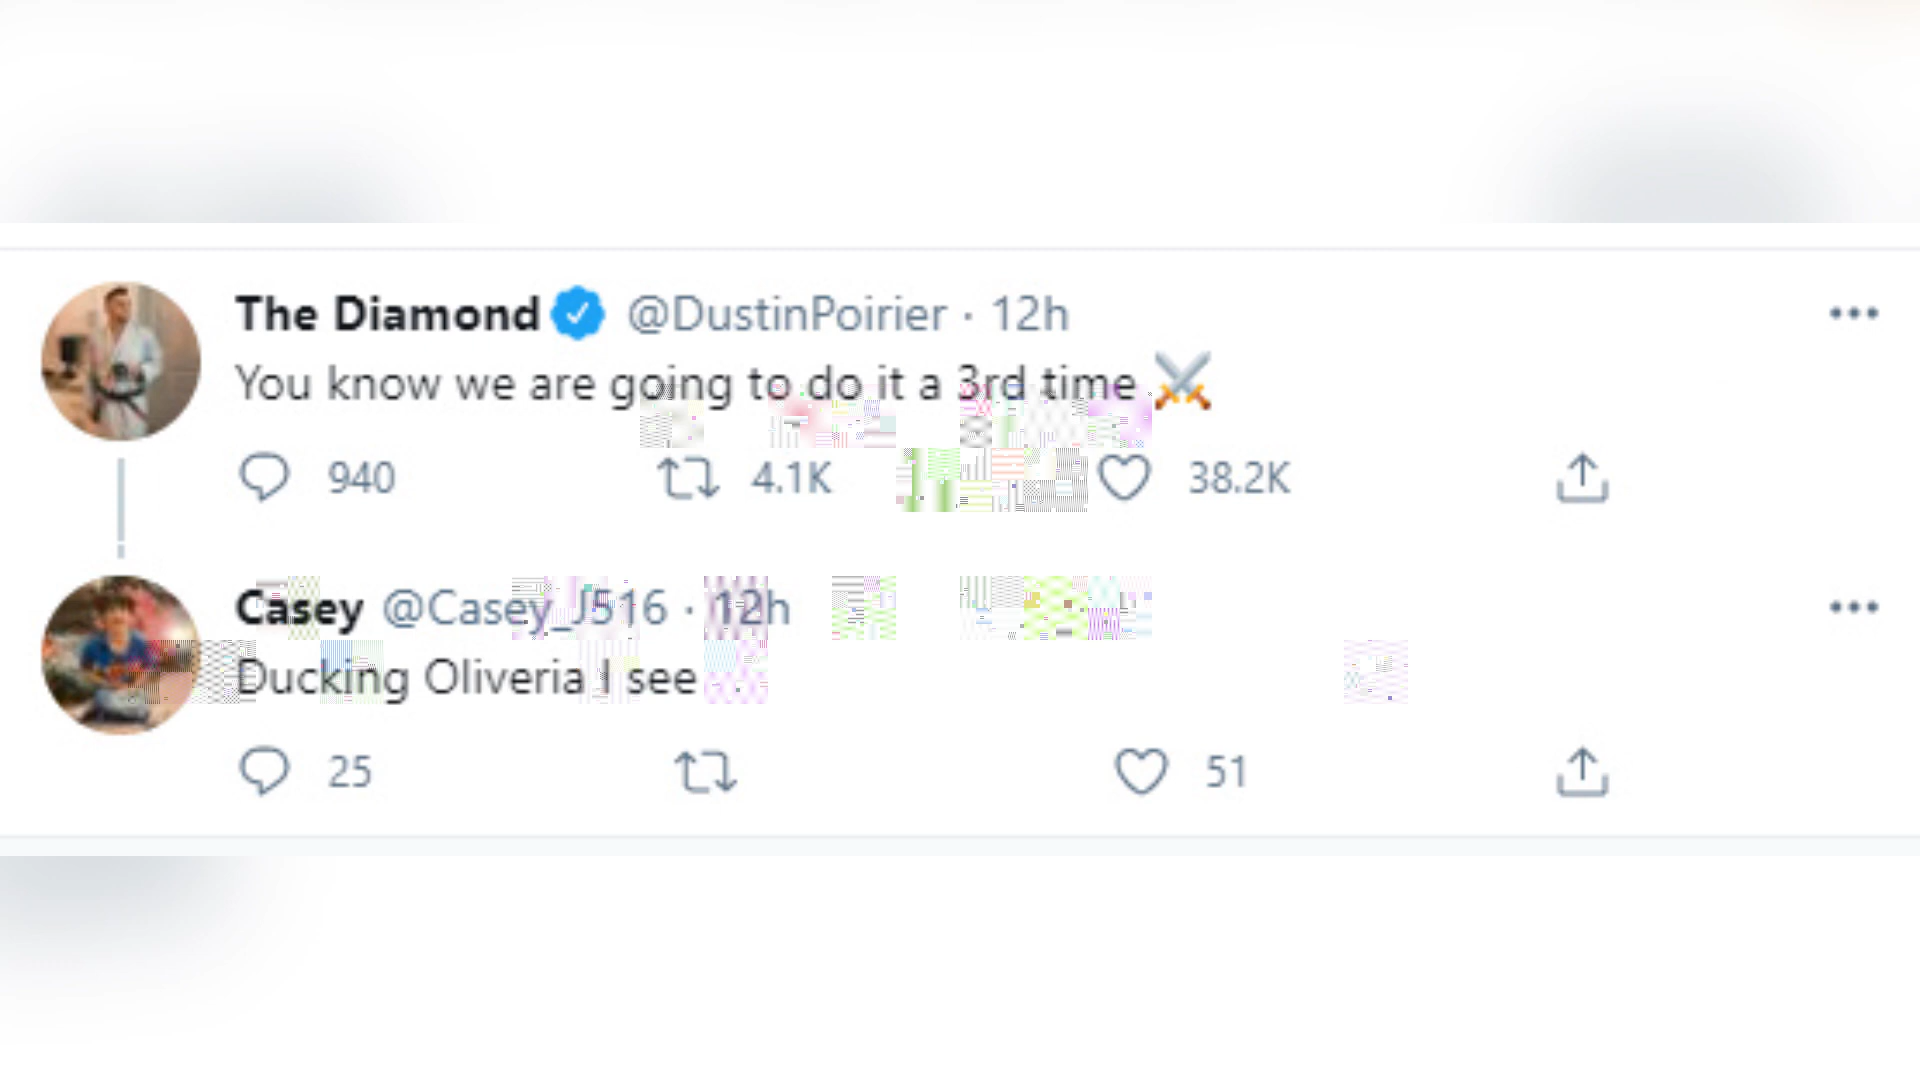 The Diamond @DustinPoirier · 12h
You know we are going to do it a 3rd time ⚔️
940 4.1K 38.2K
Casey @Casey_J516 · 12h
Ducking Oliveria I see
25 51